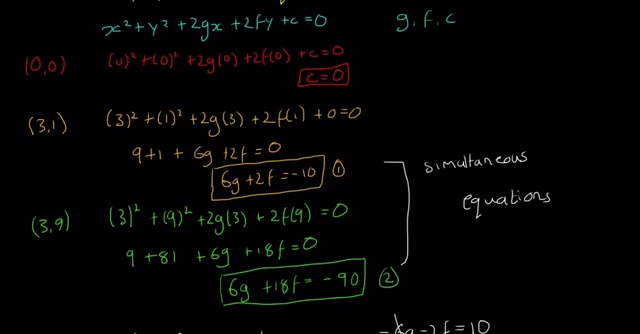 x² + y² + 2gx + 2fy + c = 0
g, f, c
(0,0) (0)² + (0)² + 2g(0) + 2f(0) + c = 0
c = 0
(3,1) (3)² + (1)² + 2g(3) + 2f(1) + 0 = 0
9 + 1 + 6g + 2f = 0
6g + 2f = -10 ①
simultaneous
equations
(3,9) (3)² + (9)² + 2g(3) + 2f(9) = 0
9 + 81 + 6g + 18f = 0
6g + 18f = -90 ②
-6g - 2f = 10